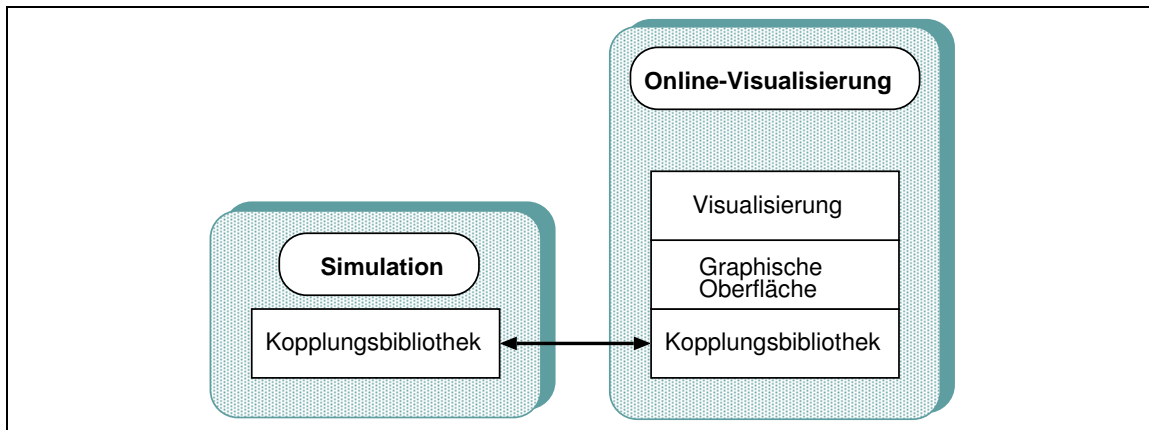 Online-Visualisierung
Visualisierung
Graphische
Oberfläche
Kopplungsbibliothek
Simulation
Kopplungsbibliothek